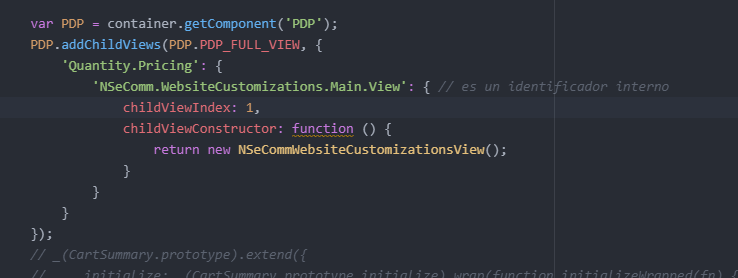 var PDP = container.getComponent('PDP');
PDP.addChildViews(PDP.PDP_FULL_VIEW, {
    'Quantity.Pricing': {
        'NSeComm.WebsiteCustomizations.Main.View': { // es un identificador interno
            childViewIndex: 1,
            childViewConstructor: function () {
                return new NSeCommWebsiteCustomizationsView();
            }
        }
    }
});
// _(CartSummary.prototype).extend({
//     initialize: _(CartSummary.prototype.initialize).wrap(function initializeWrapped(fn) {